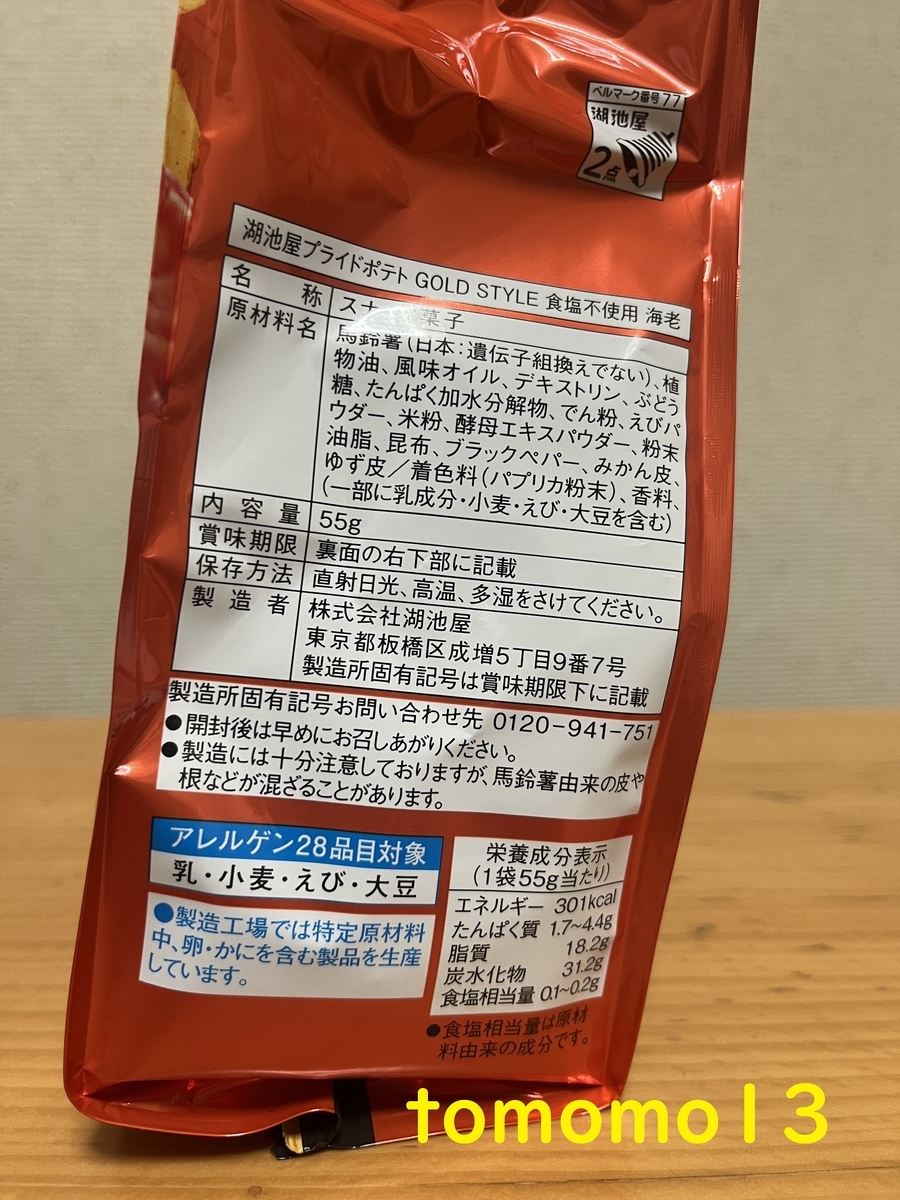 ベルマーク番号77
湖池屋
2点
湖池屋プライドポテト GOLD STYLE 食塩不使用 海老
名称 スナック菓子
原材料名 馬鈴薯(日本:遺伝子組換えでない)、植
物油、風味オイル、デキストリン、ぶどう
糖、たんぱく加水分解物、でん粉、えびパ
ウダー、米粉、酵母エキスパウダー、粉末
油脂、昆布、ブラックペパー、みかん皮、
ゆず皮/着色料(パプリカ粉末)、香料、
(一部に乳成分・小麦・えび・大豆を含む)
内容量 55g
賞味期限 裏面の右下部に記載
保存方法 直射日光、高温、多湿をさけてください。
製造者 株式会社湖池屋
東京都板橋区成増5丁目9番7号
製造所固有記号は賞味期限下に記載
製造所固有記号お問い合わせ先 0120-941-751
●開封後は早めにお召しあがりください。
●製造には十分注意しておりますが、馬鈴薯由来の皮や
根などが混ざることがあります。
アレルゲン28品目対象
乳・小麦・えび・大豆
●製造工場では特定原材料
中、卵・かにを含む製品を生産
しています。
栄養成分表示
(1袋55g当たり)
エネルギー 301kcal
たんぱく質 1.7~4.4g
脂質 18.2g
炭水化物 31.2g
食塩相当量 0.1~0.2g
●食塩相当量は原材
料由来の成分です。
tomomo13